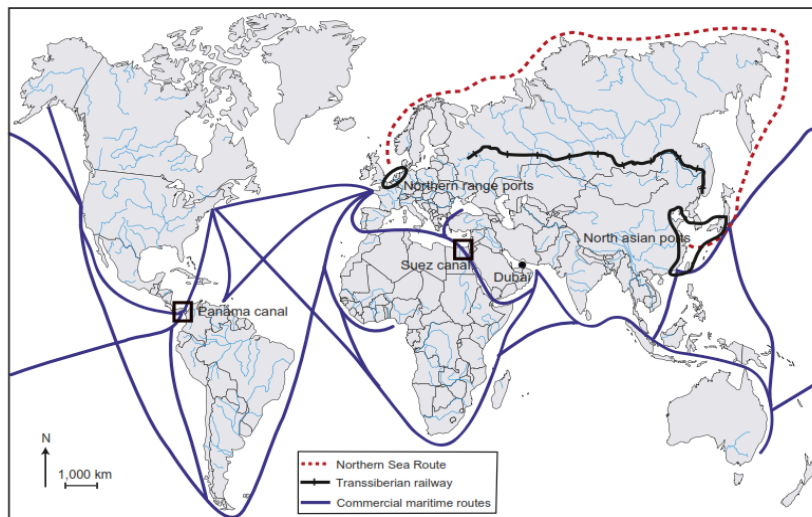 Northern range ports
North asian ports
Suez canal
Dubai
Panama canal
N
1,000 km
Northern Sea Route
Transsiberian railway
Commercial maritime routes